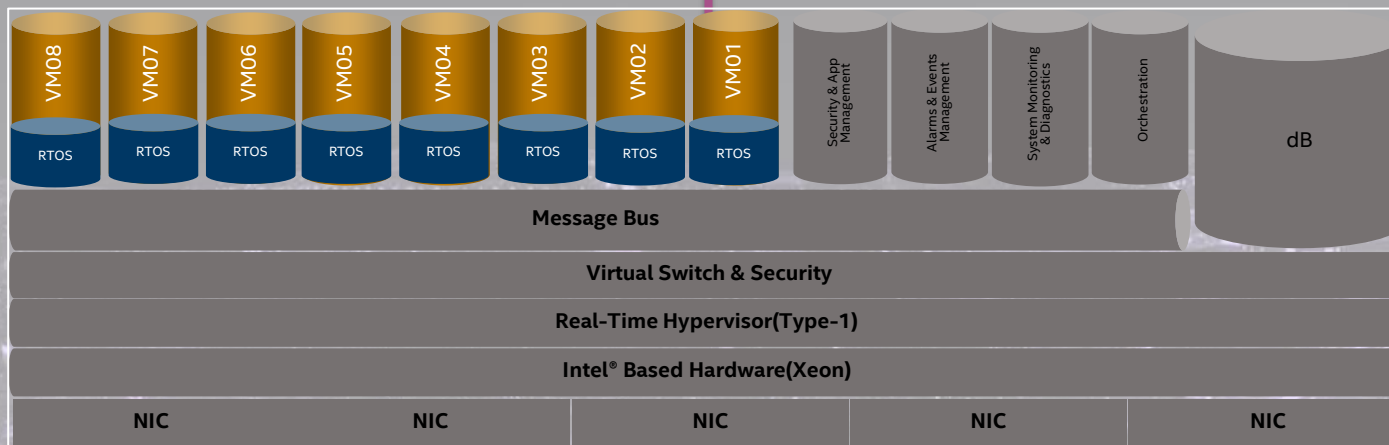 VM08
VM07
VM06
VM05
VM04
VM03
VM02
VM01
RTOS
RTOS
RTOS
RTOS
RTOS
RTOS
RTOS
RTOS
Security & App
Management
Alarms & Events
Management
System Monitoring
& Diagnostics
Orchestration
dB
Message Bus
Virtual Switch & Security
Real-Time Hypervisor(Type-1)
Intel® Based Hardware(Xeon)
NIC
NIC
NIC
NIC
NIC